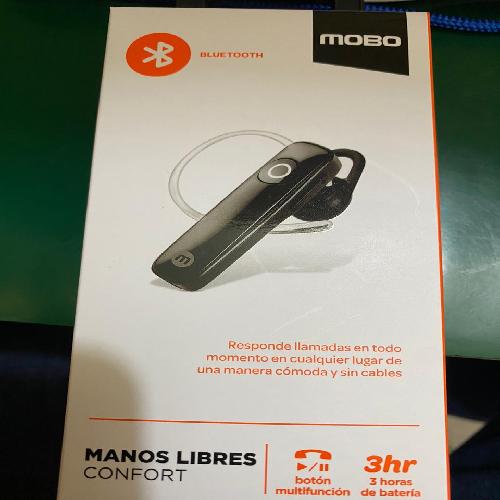 BLUETOOTH
MOBO
Responde llamadas en todo
momento en cualquier lugar de
una manera cómoda y sin cables
MANOS LIBRES
CONFORT
botón
multifunción
3hr
3 horas
de batería